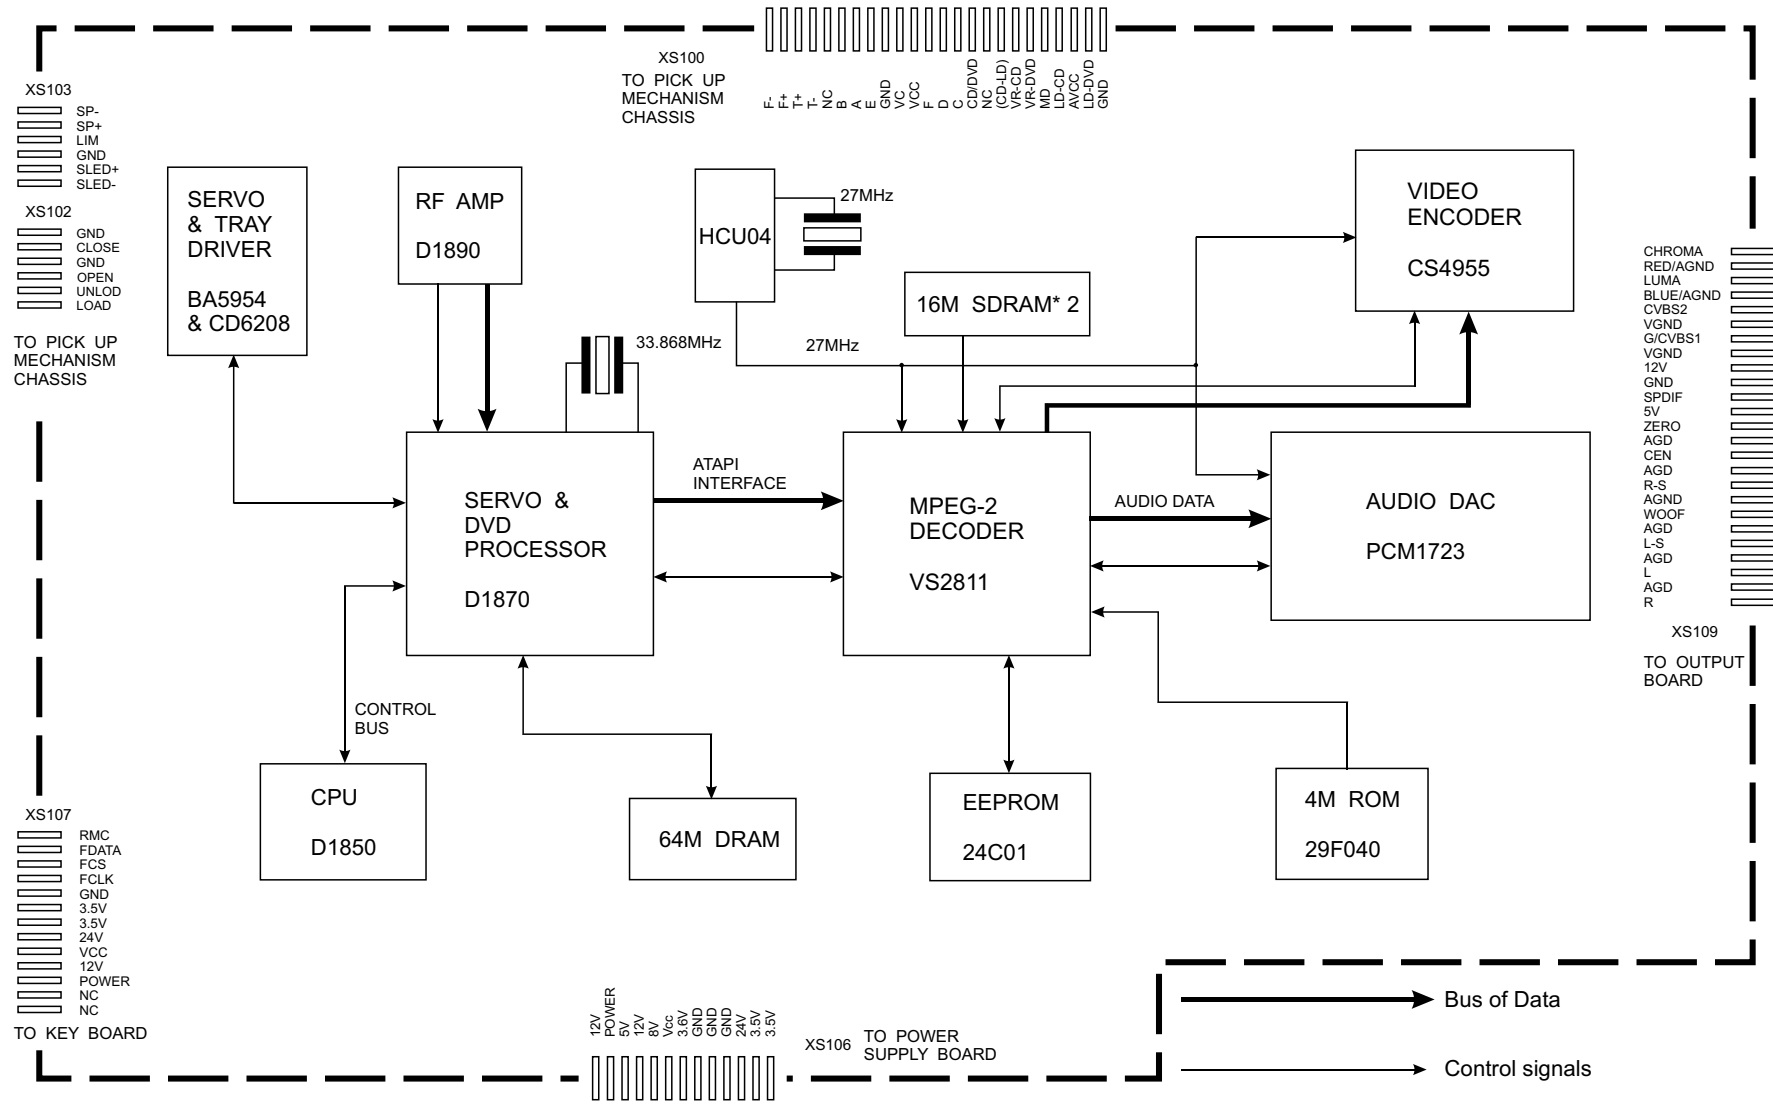 XS100
TO PICK UP
MECHANISM
CHASSIS
F-
F+
T+
T-
NC
B
A
E
GND
VC
VCC
F
D
C
CD/DVD
NC
(CD-LD)
VR-CD
VR-DVD
MD
LD-CD
AVCC
LD-DVD
GND
XS103
SP-
SP+
LIM
GND
SLED+
SLED-
XS102
GND
CLOSE
GND
OPEN
UNLOD
LOAD
TO PICK UP
MECHANISM
CHASSIS
SERVO
& TRAY
DRIVER
BA5954
& CD6208
RF AMP
D1890
HCU04
27MHz
16M SDRAM* 2
VIDEO
ENCODER
CS4955
33.868MHz
27MHz
CHROMA
RED/AGND
LUMA
BLUE/AGND
CVBS2
VGND
G/CVBS1
VGND
12V
GND
SPDIF
5V
ZERO
AGD
CEN
AGD
R-S
AGND
WOOF
AGD
L-S
AGD
L
AGD
R
XS109
TO OUTPUT
BOARD
SERVO &
DVD
PROCESSOR
D1870
ATAPI
INTERFACE
MPEG-2
DECODER
VS2811
AUDIO DATA
AUDIO DAC
PCM1723
CONTROL
BUS
CPU
D1850
64M DRAM
EEPROM
24C01
4M ROM
29F040
XS107
RMC
FDATA
FCS
FCLK
GND
3.5V
3.5V
24V
VCC
12V
POWER
NC
NC
TO KEY BOARD
12V
POWER
5V
12V
8V
Vcc
3.6V
GND
GND
GND
24V
3.5V
3.5V
XS106
TO POWER
SUPPLY BOARD
Bus of Data
Control signals